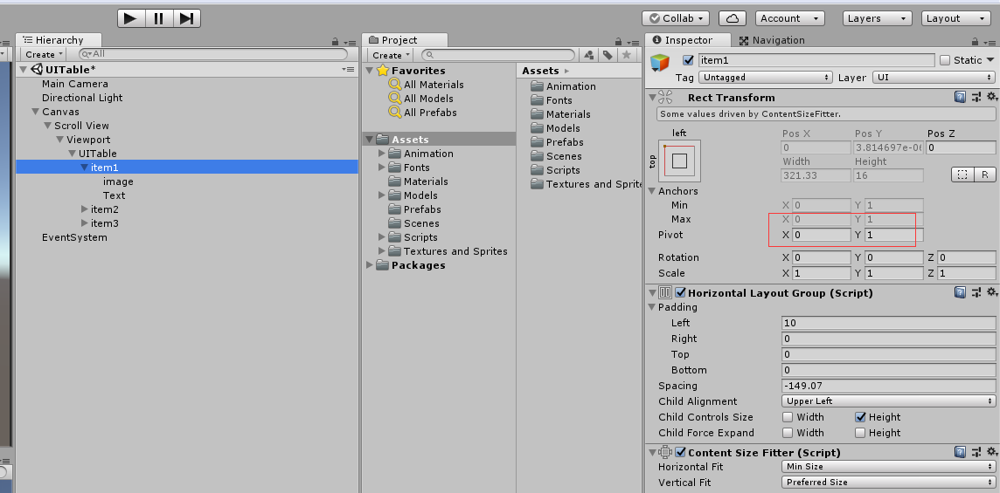 Collab
Account
Layers
Layout
Hierarchy
Create
All
UITable*
Main Camera
Directional Light
Canvas
Scroll View
Viewport
UITable
item1
image
Text
item2
item3
EventSystem
Project
Create
Favorites
All Materials
All Models
All Prefabs
Assets
Animation
Fonts
Materials
Models
Prefabs
Scenes
Scripts
Textures and Sprites
Packages
Assets
Animation
Fonts
Materials
Models
Prefabs
Scenes
Scripts
Textures and Sprite
Inspector Navigation
item1 Static
Tag Untagged Layer UI
Rect Transform
Some values driven by ContentSizeFitter.
left Pos X Pos Y Pos Z
top 0 3.814697e-06 0
Width Height
321.33 16 R
Anchors
Min X 0 Y 1
Max X 0 Y 1
Pivot X 0 Y 1
Rotation X 0 Y 0 Z 0
Scale X 1 Y 1 Z 1
Horizontal Layout Group (Script)
Padding
Left 10
Right 0
Top 0
Bottom 0
Spacing -149.07
Child Alignment Upper Left
Child Controls Size Width Height
Child Force Expand Width Height
Content Size Fitter (Script)
Horizontal Fit Min Size
Vertical Fit Preferred Size